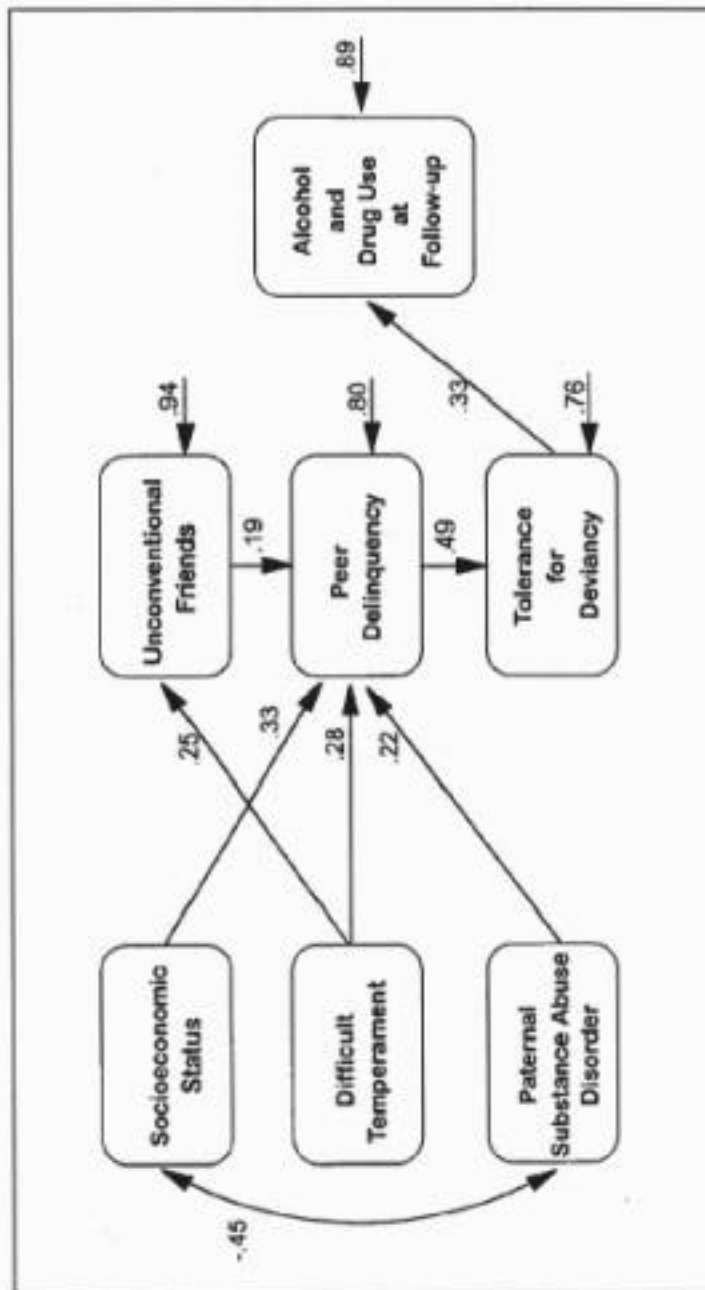 Socioeconomic
Status
Difficult
Temperament
Paternal
Substance Abuse
Disorder
-.45
.25
.33
.28
.22
Unconventional
Friends
.94
.19
Peer
Delinquency
.80
.49
Tolerance
for
Deviancy
.76
.33
Alcohol
and
Drug Use
at
Follow-up
.89